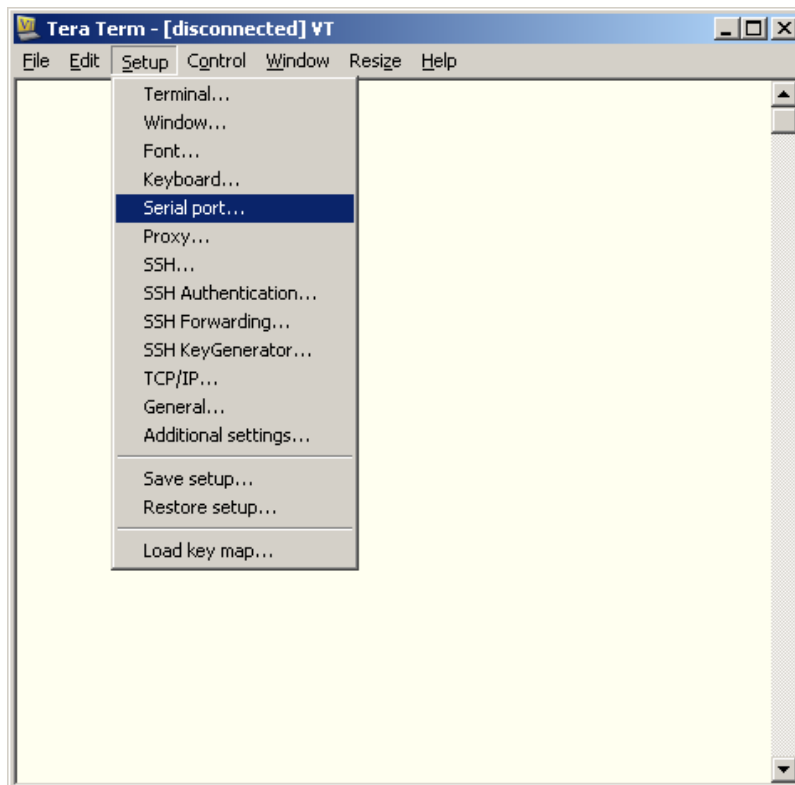 Tera Term - [disconnected] VT
File Edit Setup Control Window Resize Help
Terminal...
Window...
Font...
Keyboard...
Serial port...
Proxy...
SSH...
SSH Authentication...
SSH Forwarding...
SSH KeyGenerator...
TCP/IP...
General...
Additional settings...
Save setup...
Restore setup...
Load key map...